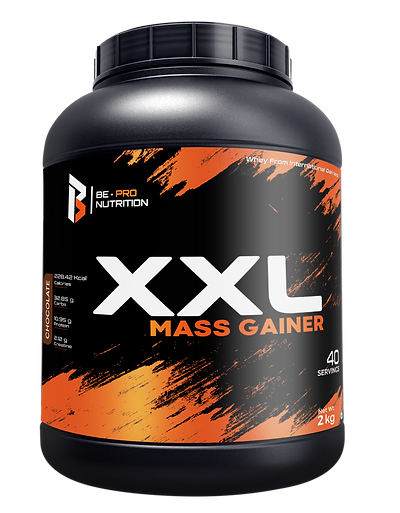 Whey From International Dairies
BE - PRO
NUTRITION
228.42 Kcal
Calories
32.85 g
Carbs
10.95 g
Protein
2.12 g
Creatine
CHOCOLATE
XXL
MASS GAINER
40
SERVINGS
Net Wt
2 kg